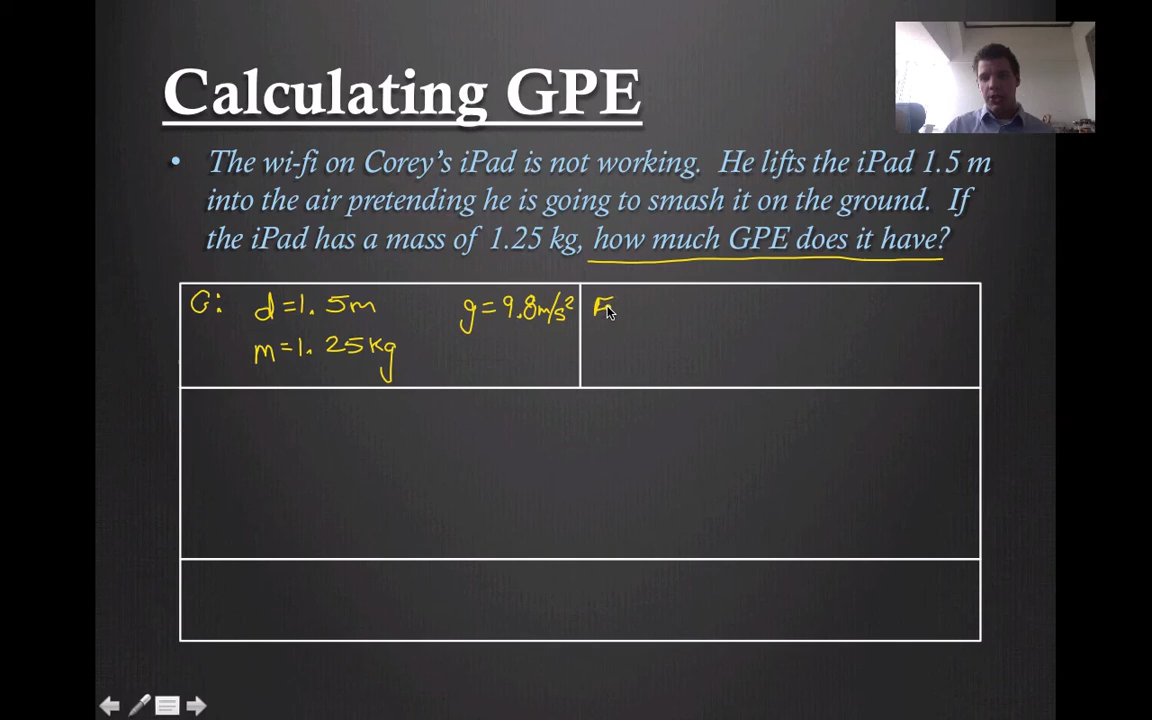 Calculating GPE
• The wi-fi on Corey's iPad is not working. He lifts the iPad 1.5 m
into the air pretending he is going to smash it on the ground. If
the iPad has a mass of 1.25 kg, how much GPE does it have?
G: d = 1.5m g = 9.8m/s² F
m = 1.25kg